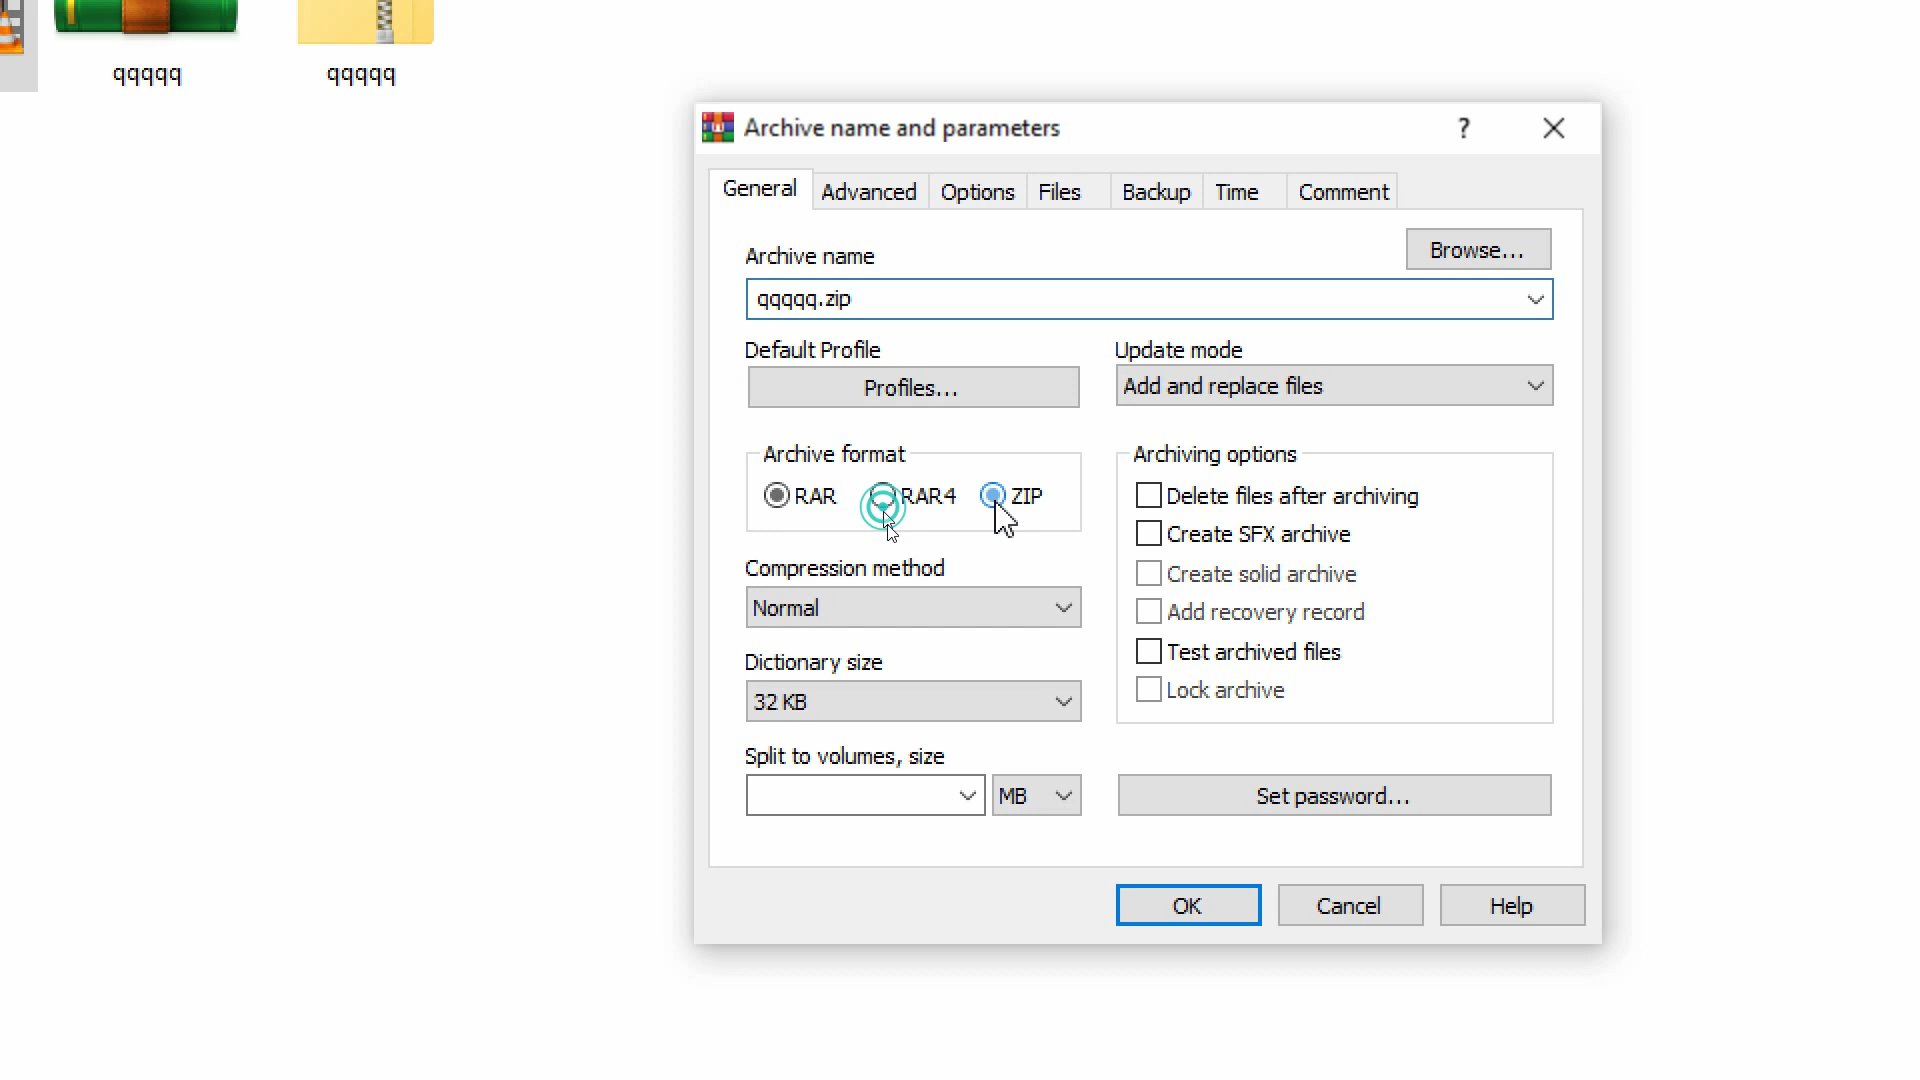 qqqqq
qqqqq
Archive name and parameters
?
General
Advanced
Options
Files
Backup
Time
Comment
Archive name
Browse...
qqqqq.zip
Default Profile
Update mode
Profiles...
Add and replace files
Archive format
Archiving options
RAR
RAR4
ZIP
Delete files after archiving
Create SFX archive
Compression method
Create solid archive
Normal
Add recovery record
Dictionary size
Test archived files
32 KB
Lock archive
Split to volumes, size
MB
Set password...
OK
Cancel
Help